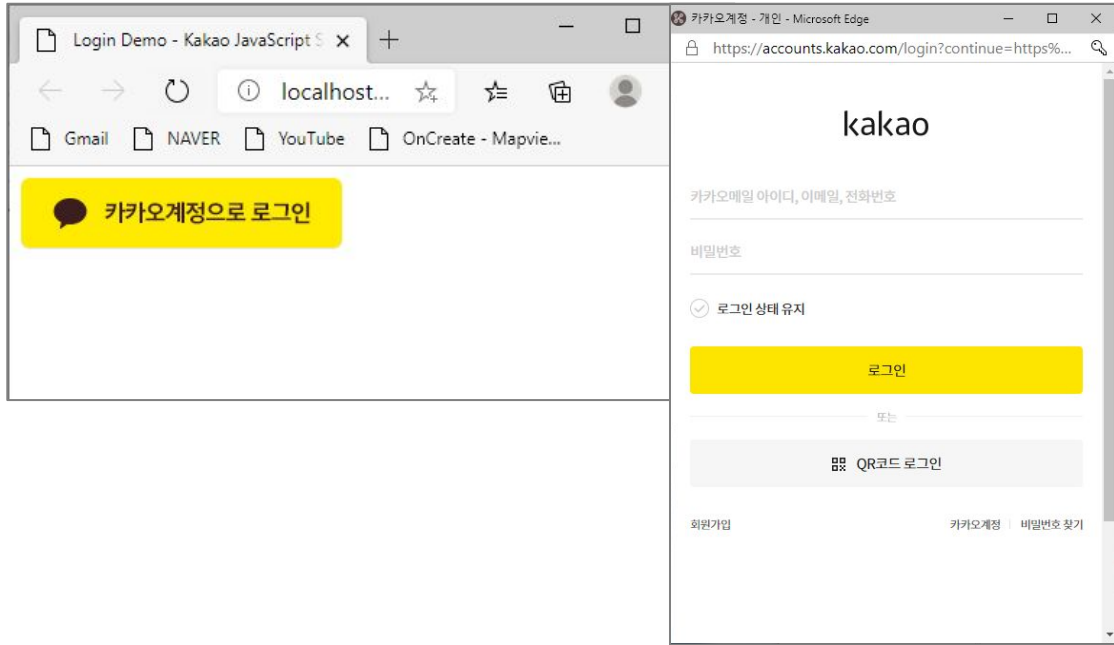 Login Demo - Kakao JavaScript S
localhost...
Gmail NAVER YouTube OnCreate - Mapvie...
카카오계정으로 로그인
카카오계정 - 개인 - Microsoft Edge
https://accounts.kakao.com/login?continue=https%...
kakao
카카오메일 아이디, 이메일, 전화번호
비밀번호
로그인 상태 유지
로그인
또는
QR코드 로그인
회원가입 카카오계정 비밀번호 찾기